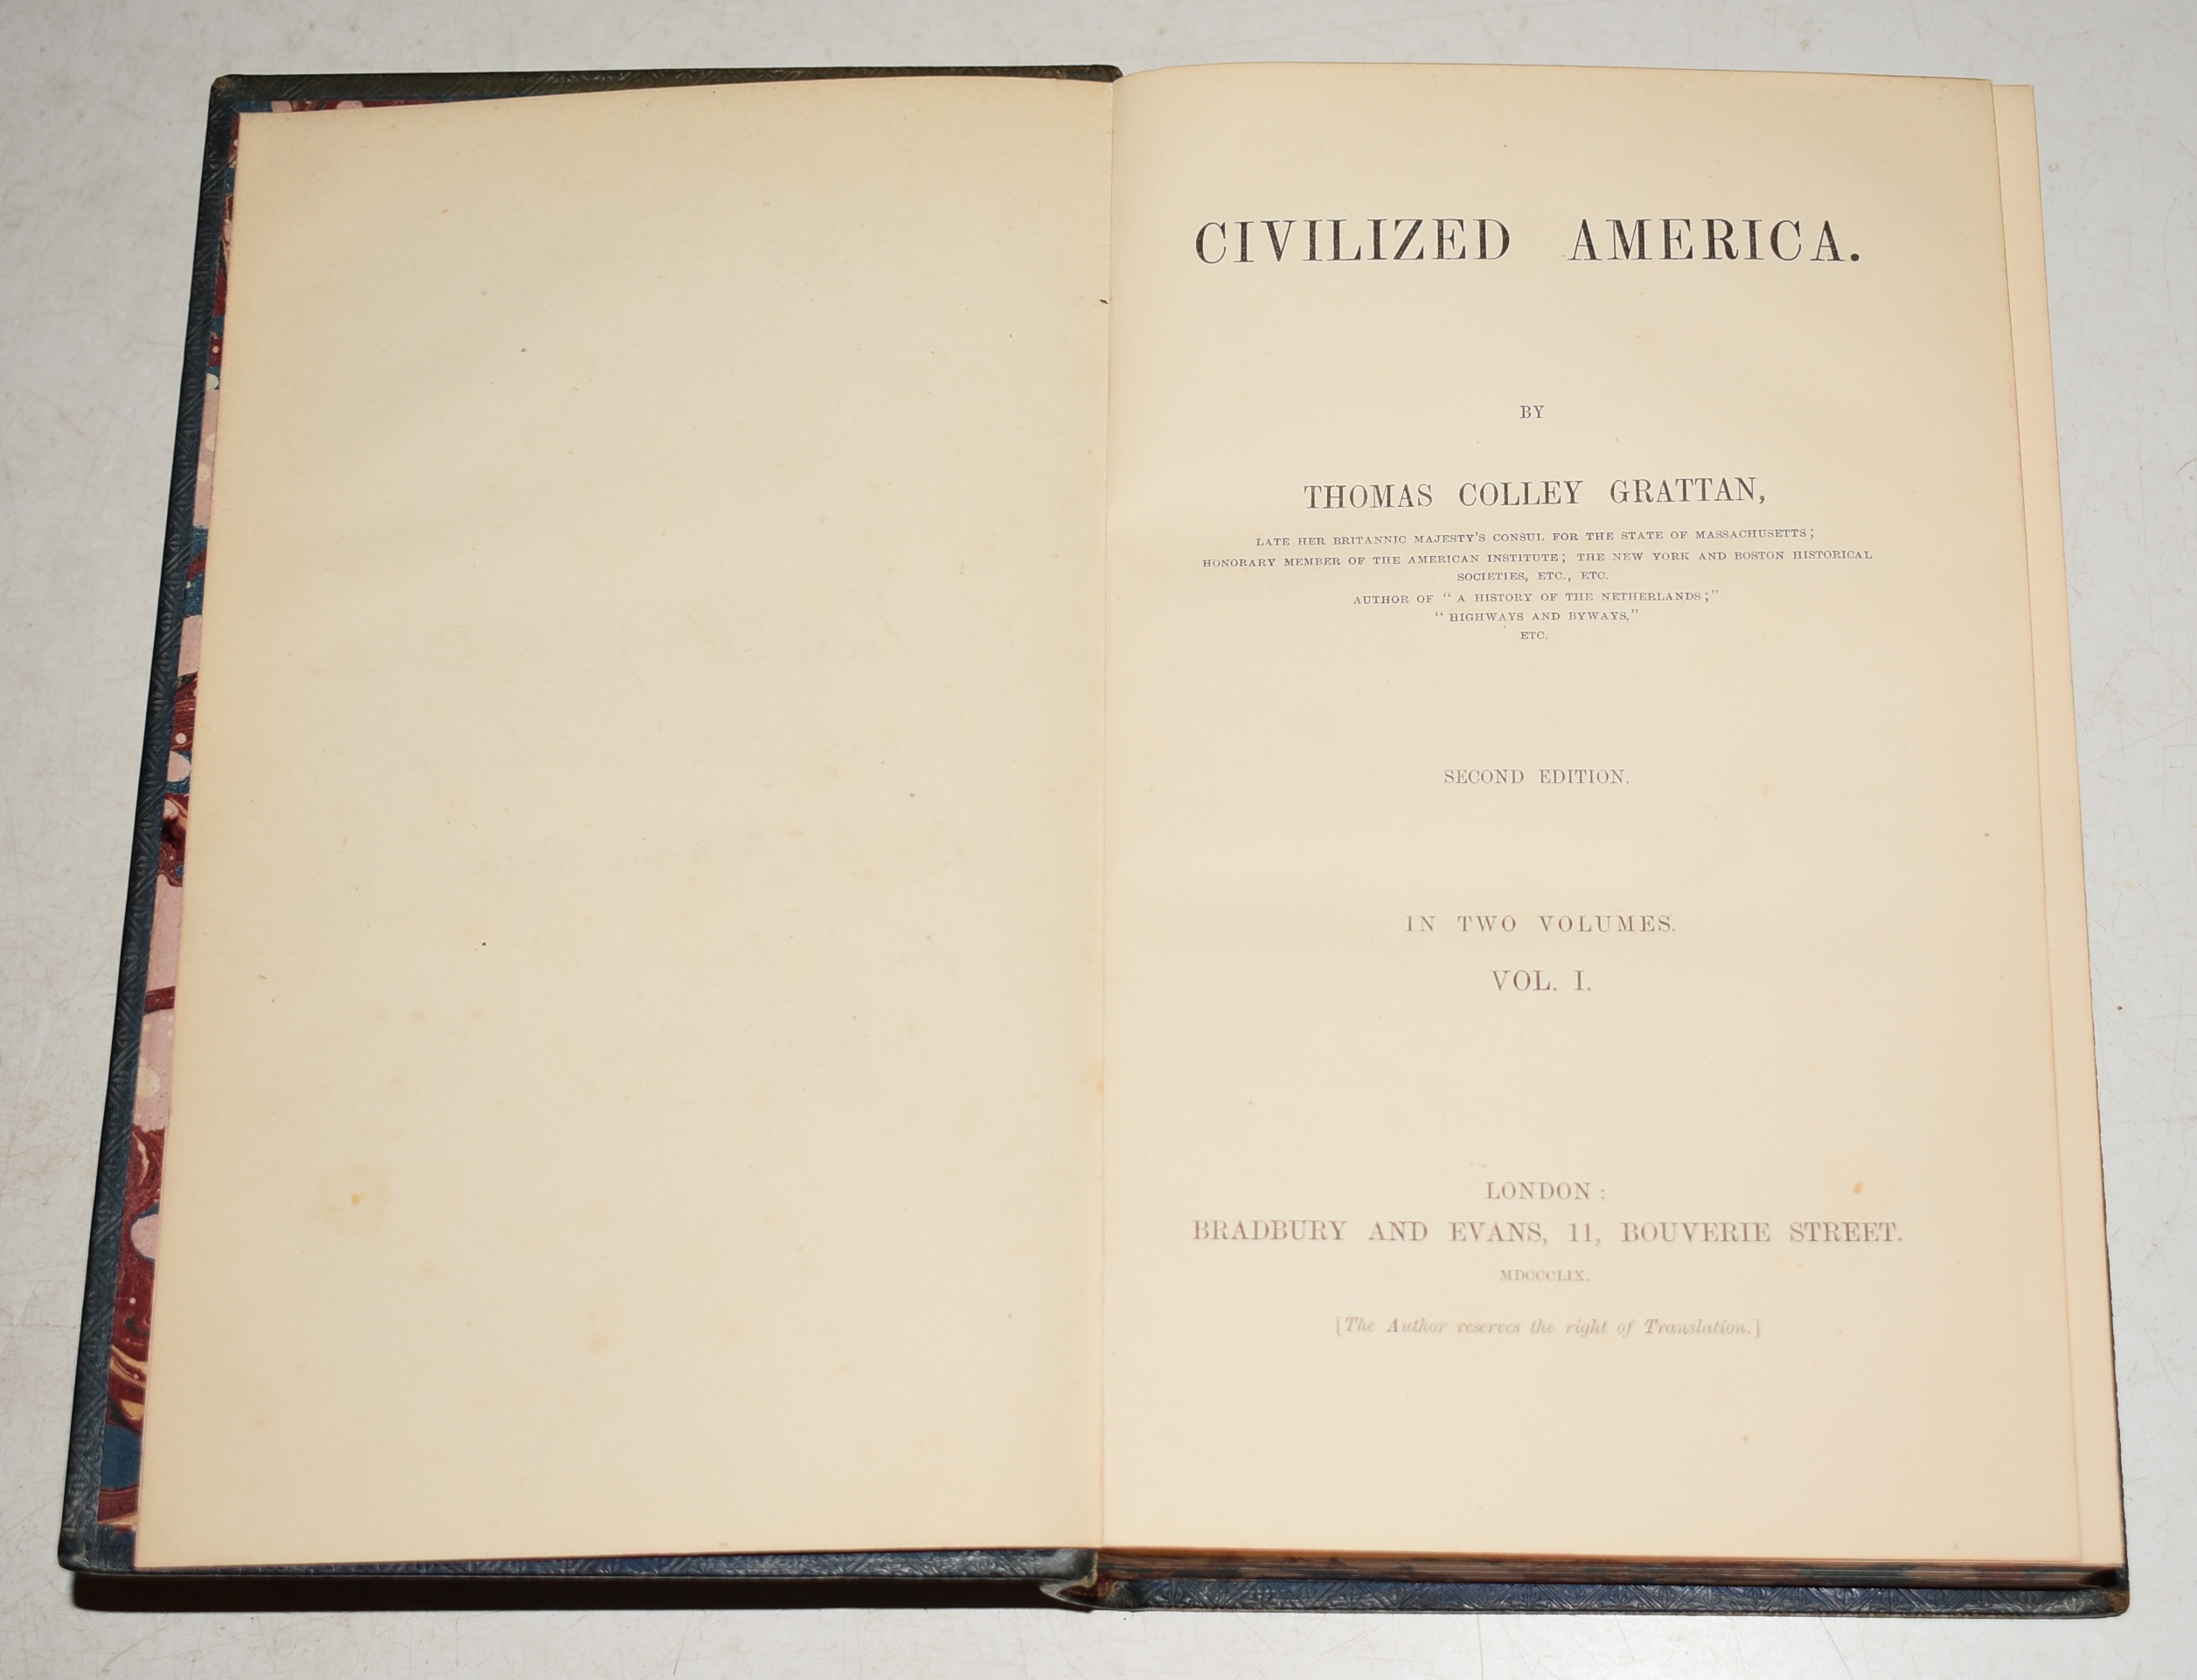 CIVILIZED AMERICA.
BY
THOMAS COLLEY GRATTAN,
LATE HER BRITANNIC MAJESTY'S CONSUL FOR THE STATE OF MASSACHUSETTS;
HONORARY MEMBER OF THE AMERICAN INSTITUTE; THE NEW YORK AND BOSTON HISTORICAL
SOCIETIES, ETC., ETC.
AUTHOR OF "A HISTORY OF THE NETHERLANDS;"
"HIGHWAYS AND BYWAYS,"
ETC.
SECOND EDITION.
IN TWO VOLUMES.
VOL. I.
LONDON:
BRADBURY AND EVANS, 11, BOUVERIE STREET.
MDCCCLIX.
[The Author reserves the right of Translation.]